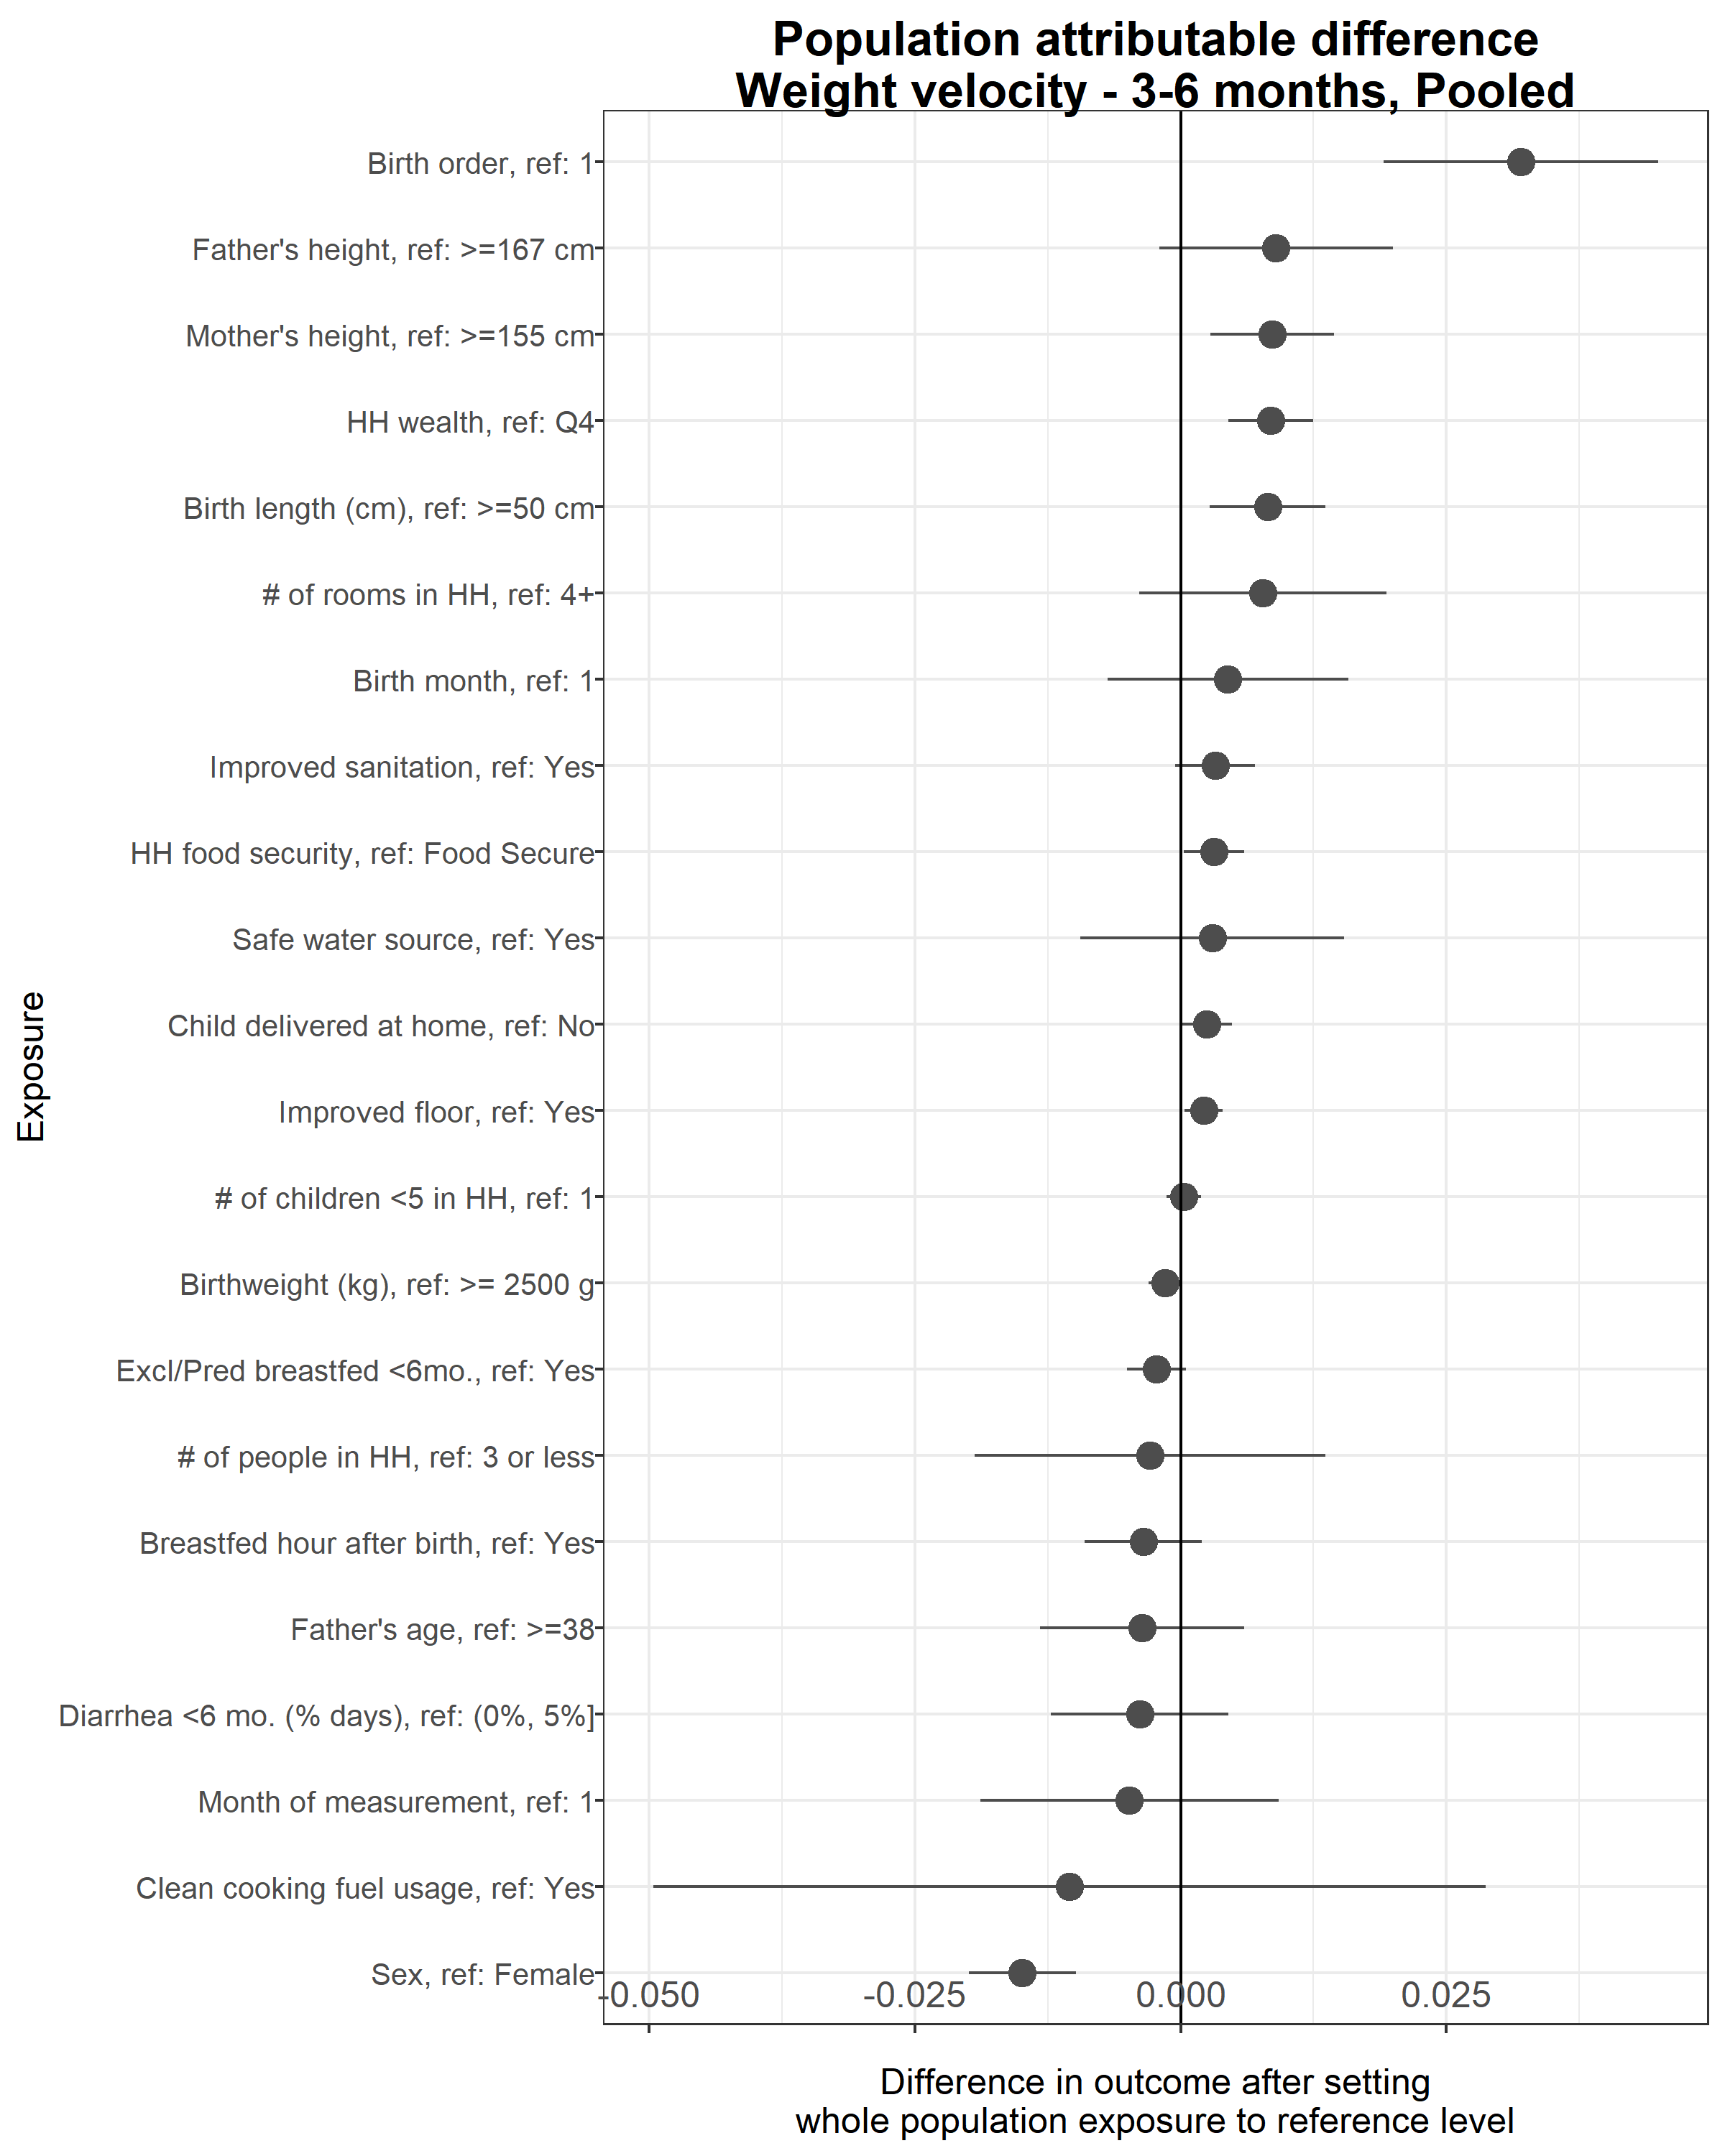 Population attributable difference
Weight velocity - 3-6 months, Pooled
Birth order, ref: 1
Father's height, ref: >=167 cm
Mother's height, ref: >=155 cm
HH wealth, ref: Q4
Birth length (cm), ref: >=50 cm
# of rooms in HH, ref: 4+
Birth month, ref: 1
Improved sanitation, ref: Yes
HH food security, ref: Food Secure
Safe water source, ref: Yes
Child delivered at home, ref: No
Improved floor, ref: Yes
# of children <5 in HH, ref: 1
Birthweight (kg), ref: >= 2500 g
Excl/Pred breastfed <6mo., ref: Yes
# of people in HH, ref: 3 or less
Breastfed hour after birth, ref: Yes
Father's age, ref: >=38
Diarrhea <6 mo. (% days), ref: (0%, 5%]
Month of measurement, ref: 1
Clean cooking fuel usage, ref: Yes
Sex, ref: Female
Exposure
-0.050 -0.025 0.000 0.025
Difference in outcome after setting
whole population exposure to reference level